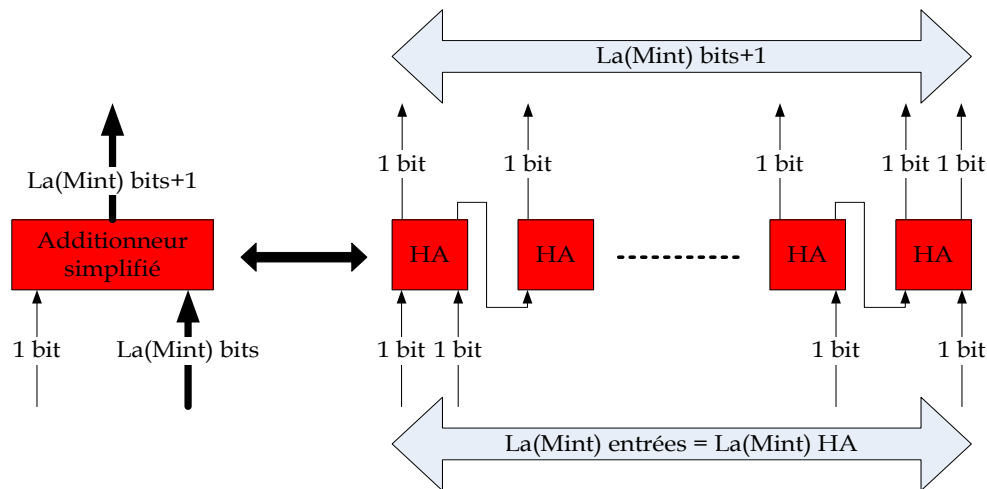 La(Mint) bits+1
1 bit
1 bit
1 bit
1 bit
1 bit
La(Mint) bits+1
Additionneur
simplifié
HA
HA
HA
HA
1 bit
La(Mint) bits
1 bit
1 bit
1 bit
1 bit
La(Mint) entrées = La(Mint) HA